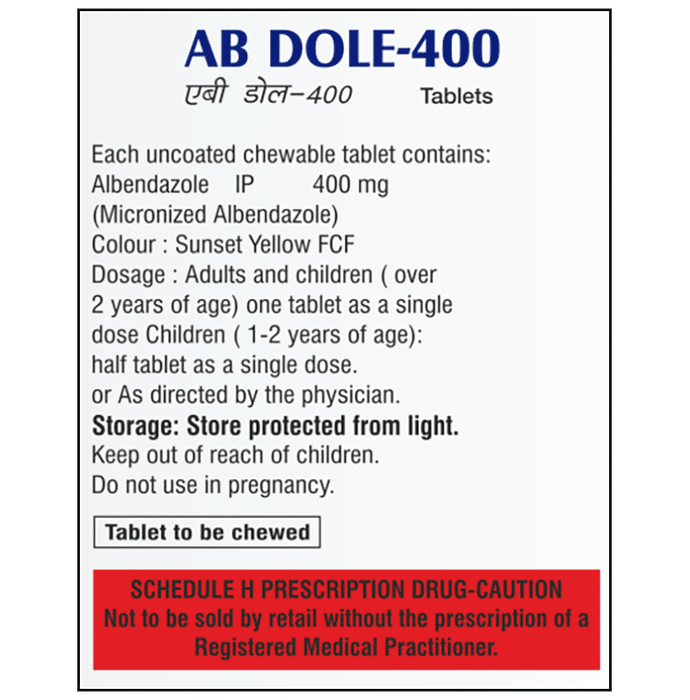 AB DOLE-400
एबी डोल-400 Tablets
Each uncoated chewable tablet contains:
Albendazole IP 400 mg
(Micronized Albendazole)
Colour : Sunset Yellow FCF
Dosage : Adults and children ( over
2 years of age) one tablet as a single
dose Children ( 1-2 years of age):
half tablet as a single dose.
or As directed by the physician.
Storage: Store protected from light.
Keep out of reach of children.
Do not use in pregnancy.
Tablet to be chewed
SCHEDULE H PRESCRIPTION DRUG-CAUTION
Not to be sold by retail without the prescription of a
Registered Medical Practitioner.